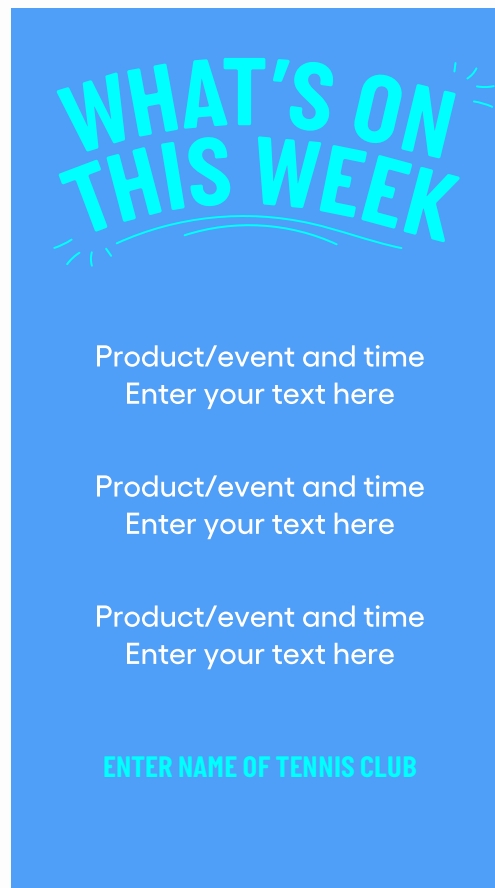 WHAT'S ON
THIS WEEK
Product/event and time
Enter your text here
Product/event and time
Enter your text here
Product/event and time
Enter your text here
ENTER NAME OF TENNIS CLUB